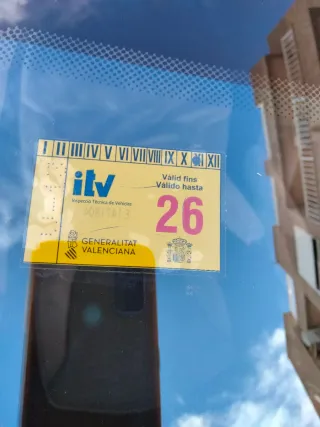 I II III IV V VI VII VIII IX X XII
itv
Inspección Técnica de Vehículos
Vàlid fins
Válido hasta
26
GENERALITAT
VALENCIANA